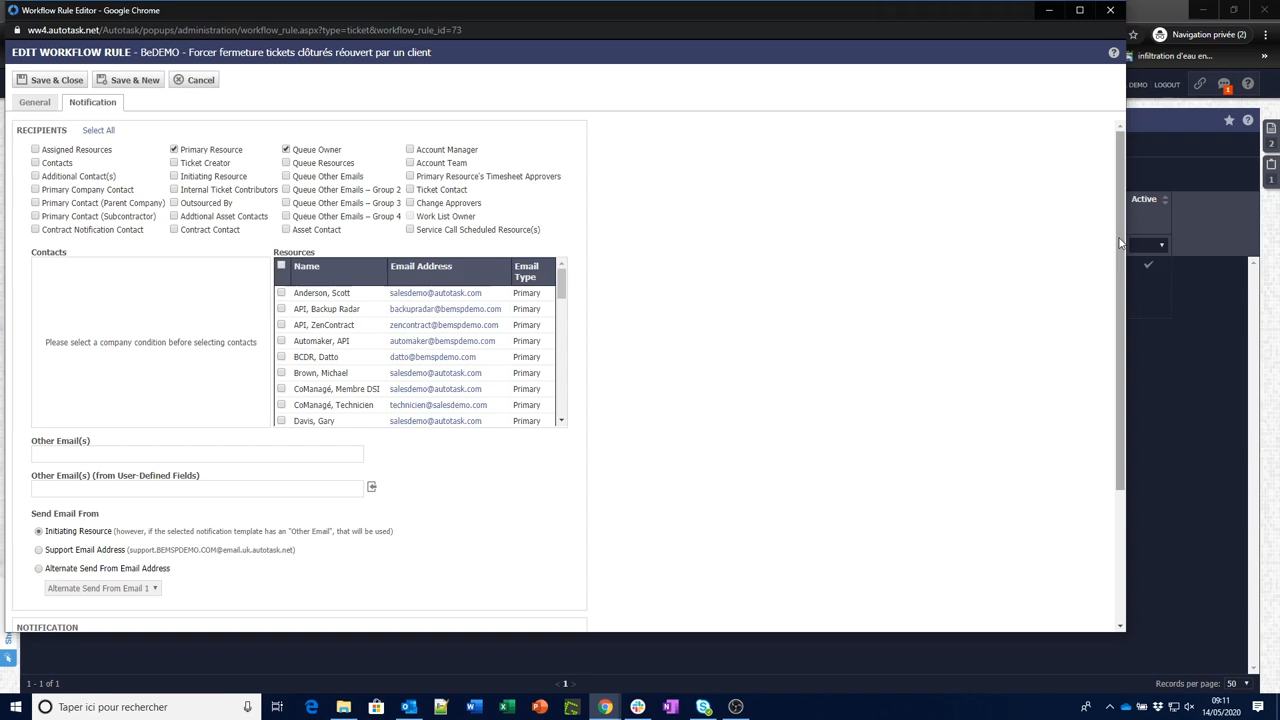 Workflow Rule Editor - Google Chrome
ww4.autotask.net/Autotask/popups/administration/workflow_rule.aspx?type=ticket&workflow_rule_id=73
EDIT WORKFLOW RULE - BeDEMO - Forcer fermeture tickets clôturés réouvert par un client
Save & Close Save & New Cancel
General Notification
RECIPIENTS Select All
Assigned Resources Primary Resource Queue Owner Account Manager
Contacts Ticket Creator Queue Resources Account Team
Additional Contact(s) Initiating Resource Queue Other Emails Primary Resource's Timesheet Approvers
Primary Company Contact Internal Ticket Contributors Queue Other Emails – Group 2 Ticket Contact
Primary Contact (Parent Company) Outsourced By Queue Other Emails – Group 3 Change Approvers
Primary Contact (Subcontractor) Addtional Asset Contacts Queue Other Emails – Group 4 Work List Owner
Contract Notification Contact Contract Contact Asset Contact Service Call Scheduled Resource(s)
Contacts Resources
Name Email Address Email Type
Anderson, Scott salesdemo@autotask.com Primary
API, Backup Radar backupradar@bemspdemo.com Primary
API, ZenContract zencontract@bemspdemo.com Primary
Please select a company condition before selecting contacts
Automaker, API automaker@bemspdemo.com Primary
BCDR, Datto datto@bemspdemo.com Primary
Brown, Michael salesdemo@autotask.com Primary
CoManagé, Membre DSI salesdemo@autotask.com Primary
CoManagé, Technicien technicien@salesdemo.com Primary
Davis, Gary salesdemo@autotask.com Primary
Other Email(s)
Other Email(s) (from User-Defined Fields)
Send Email From
Initiating Resource (however, if the selected notification template has an "Other Email", that will be used)
Support Email Address (support.BEMSPDEMO.COM@email.uk.autotask.net)
Alternate Send From Email Address
Alternate Send From Email 1
NOTIFICATION
Navigation privée (2)
infiltration d'eau en...
DEMO LOGOUT
1
2
1
Active
1 - 1 of 1
1
Records per page: 50
Taper ici pour rechercher
09:11
14/05/2020